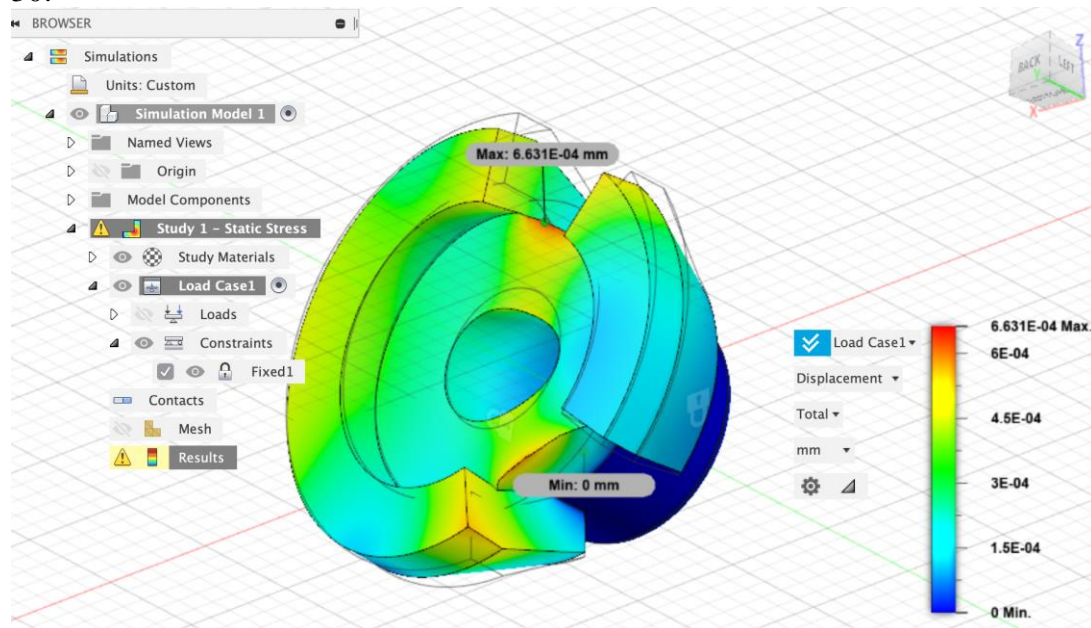 BROWSER
Simulations
Units: Custom
Simulation Model 1
Named Views
Origin
Model Components
Study 1 - Static Stress
Study Materials
Load Case1
Loads
Constraints
Fixed1
Contacts
Mesh
Results
Max: 6.631E-04 mm
Min: 0 mm
Z
BACK LEFT
Y
X
Load Case1
Displacement
Total
mm
6.631E-04 Max.
6E-04
4.5E-04
3E-04
1.5E-04
0 Min.